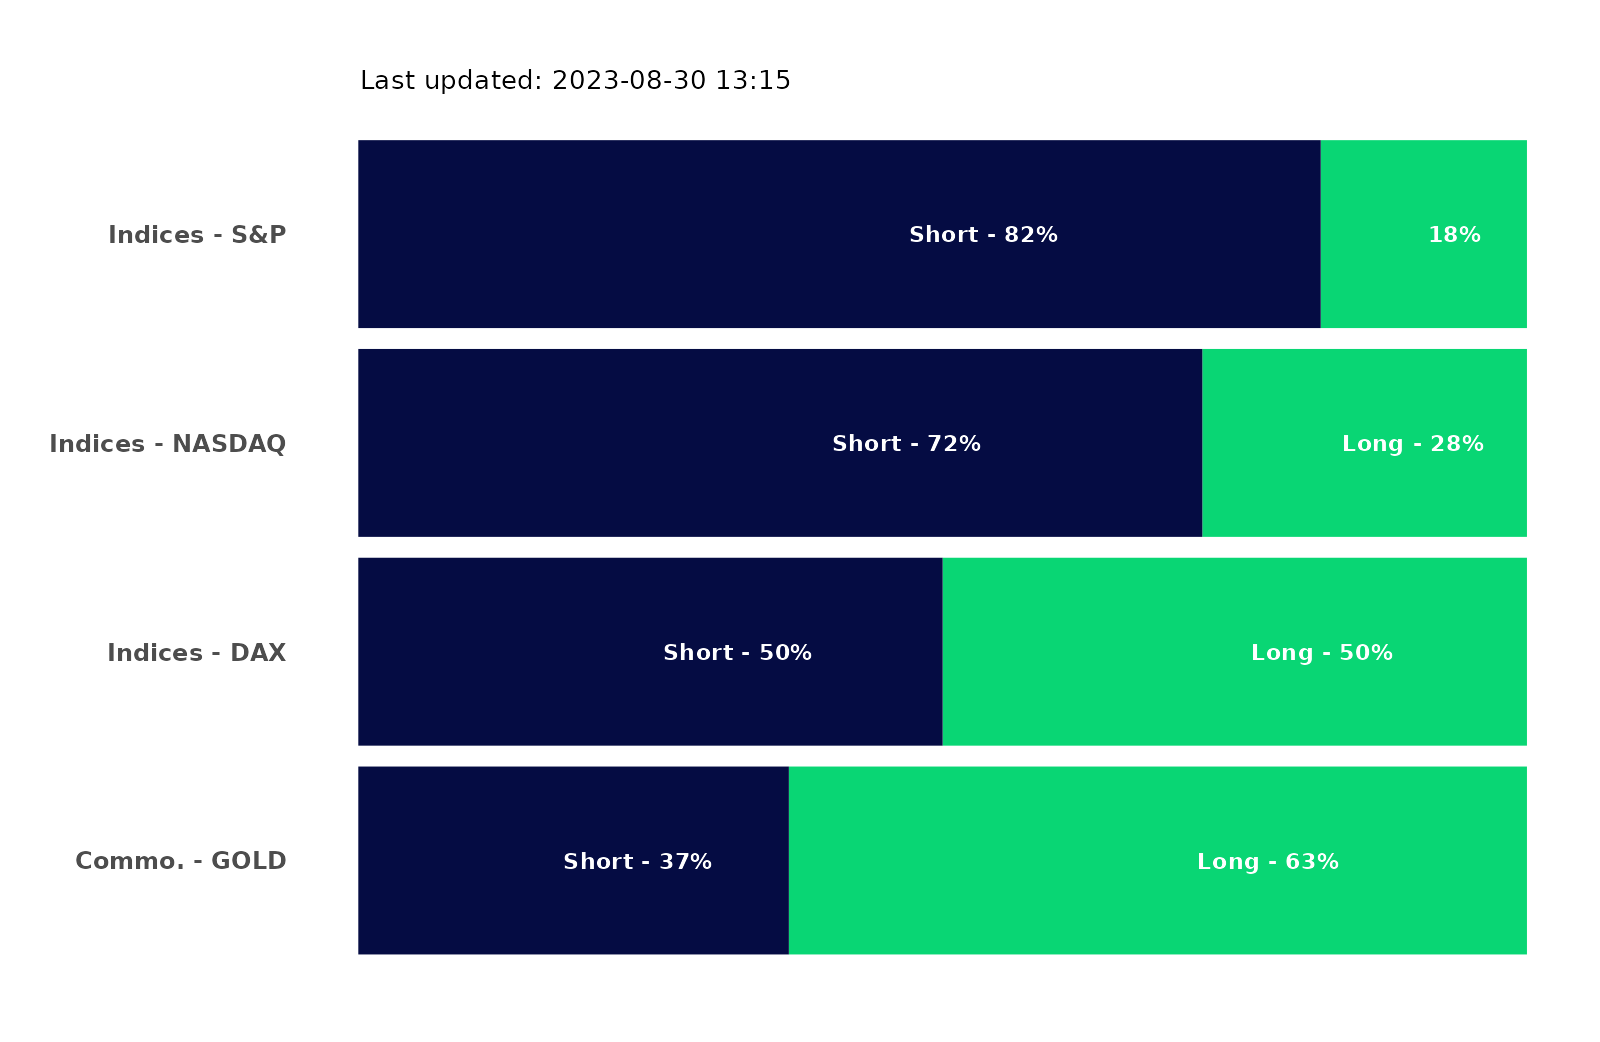 Last updated: 2023-08-30 13:15
Indices - S&P Short - 82% 18%
Indices - NASDAQ Short - 72% Long - 28%
Indices - DAX Short - 50% Long - 50%
Commo. - GOLD Short - 37% Long - 63%